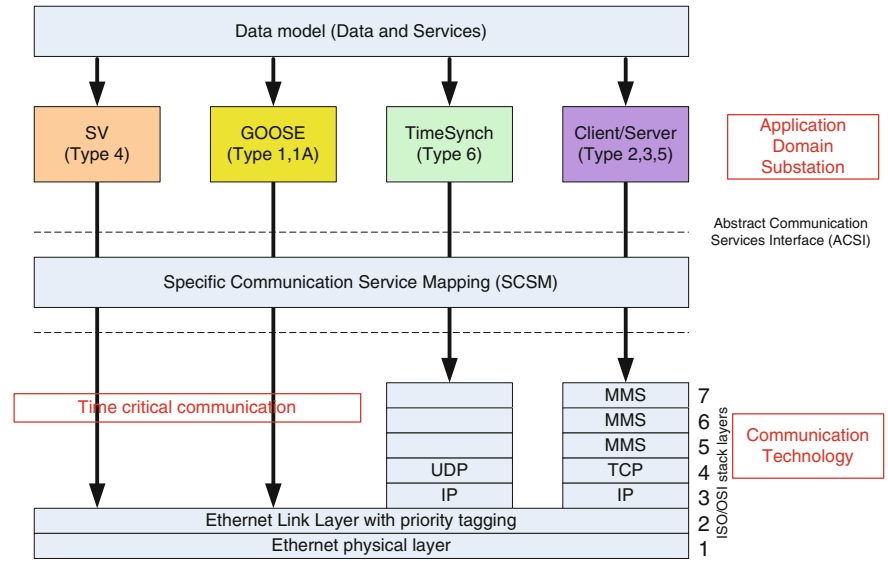 Data model (Data and Services)
SV
(Type 4)
GOOSE
(Type 1,1A)
TimeSynch
(Type 6)
Client/Server
(Type 2,3,5)
Application
Domain
Substation
Abstract Communication
Services Interface (ACSI)
Specific Communication Service Mapping (SCSM)
Time critical communication
MMS
7
MMS
6
MMS
5
UDP
TCP
4
IP
IP
3
Ethernet Link Layer with priority tagging
2
Ethernet physical layer
1
ISO/OSI stack layers
Communication
Technology